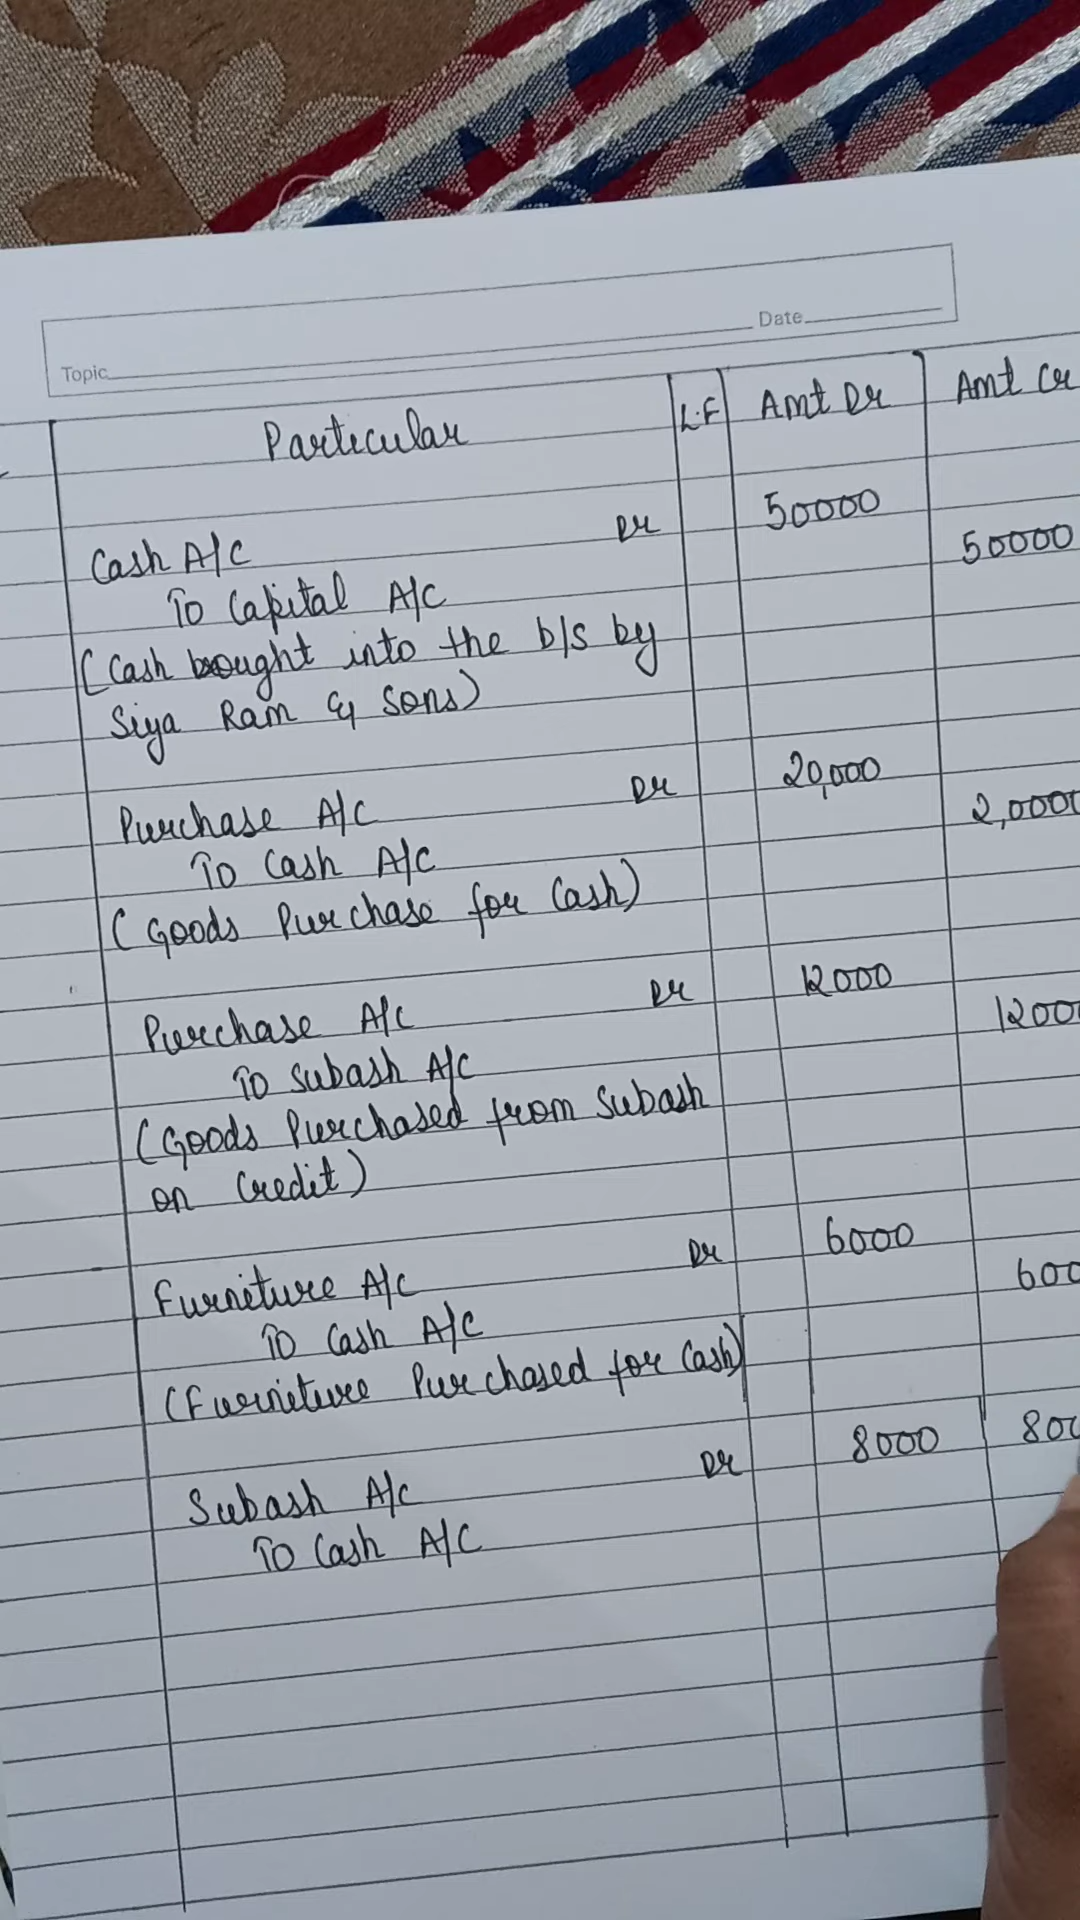 Topic Date
Particular L.F Amt Dr Amt Cr
Cash A/C Dr 50000
To Capital A/C 50000
(Cash bought into the b/s by
Siya Ram & sons)
Purchase A/C Dr 20,000
To Cash A/C 2,0000
(Goods Purchase for Cash)
Purchase A/C Dr 12000
To Subash A/C 1200
(Goods Purchased from Subash
on Credit)
Furniture A/C Dr 6000
To Cash A/C 600
(Furniture Purchased for Cash)
Subash A/C Dr 8000 800
To Cash A/C